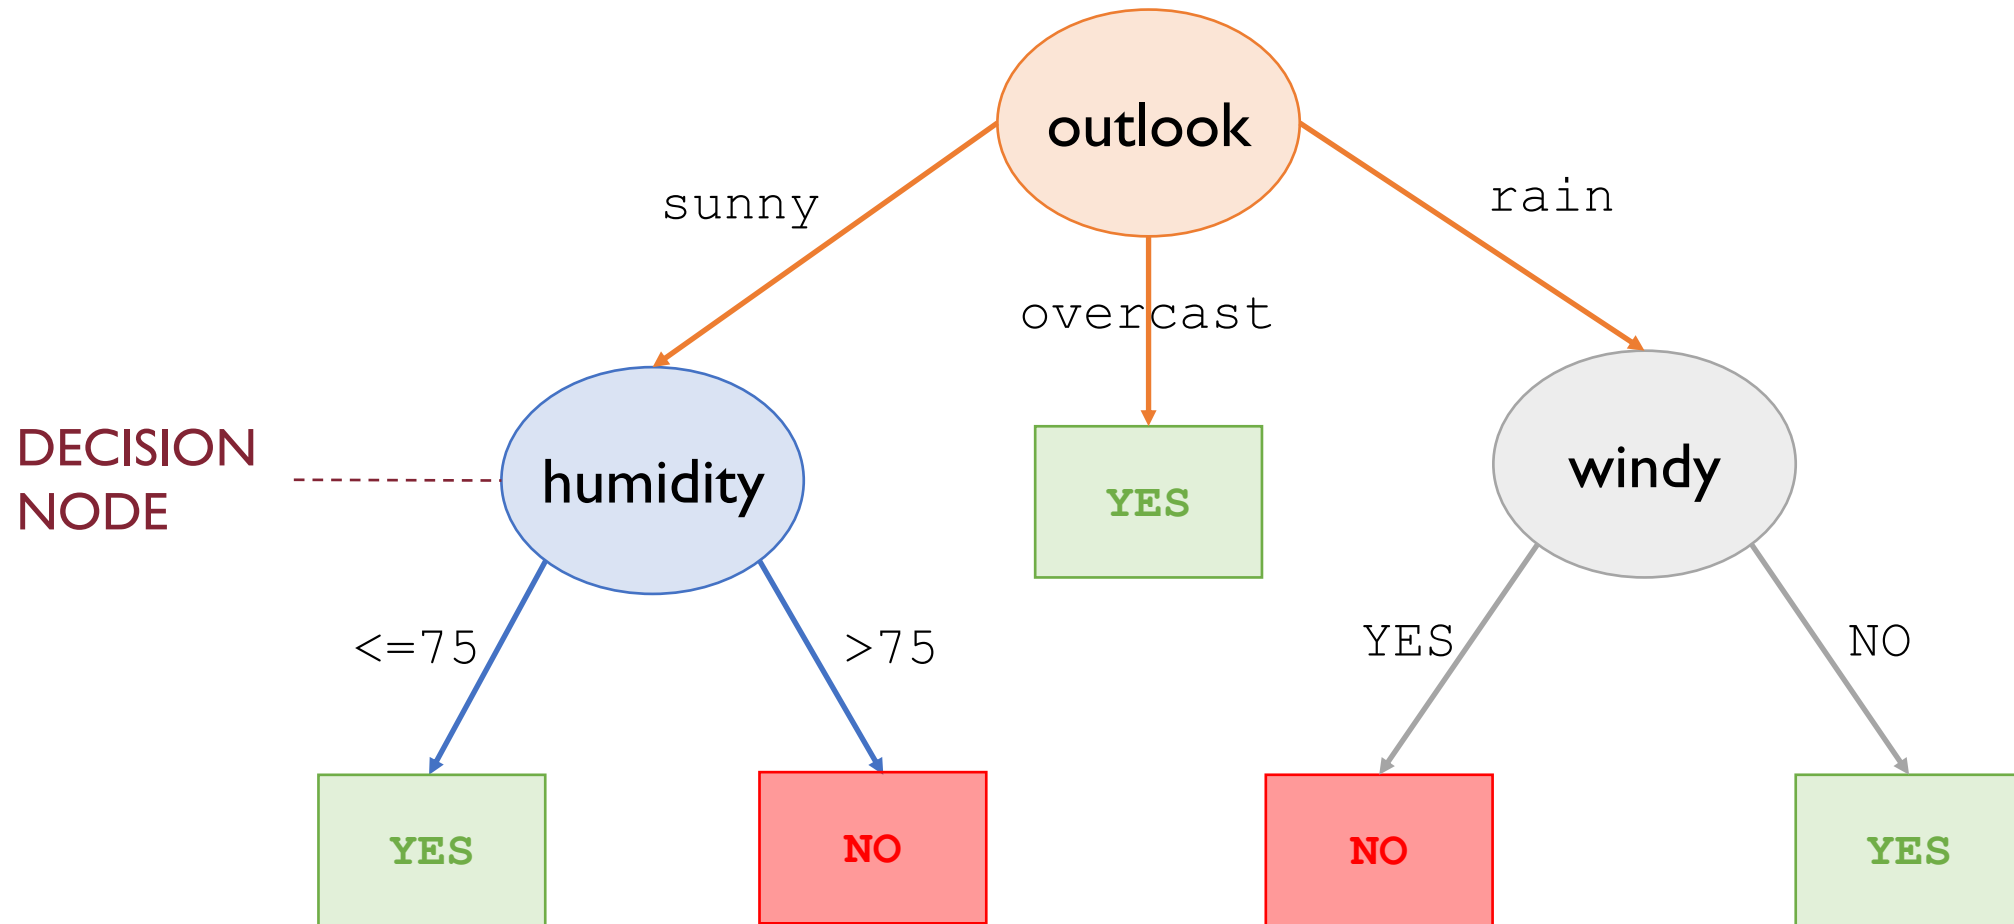 outlook
sunny
rain
overcast
DECISION
NODE
humidity
YES
windy
<=75
>75
YES
NO
YES
NO
NO
YES